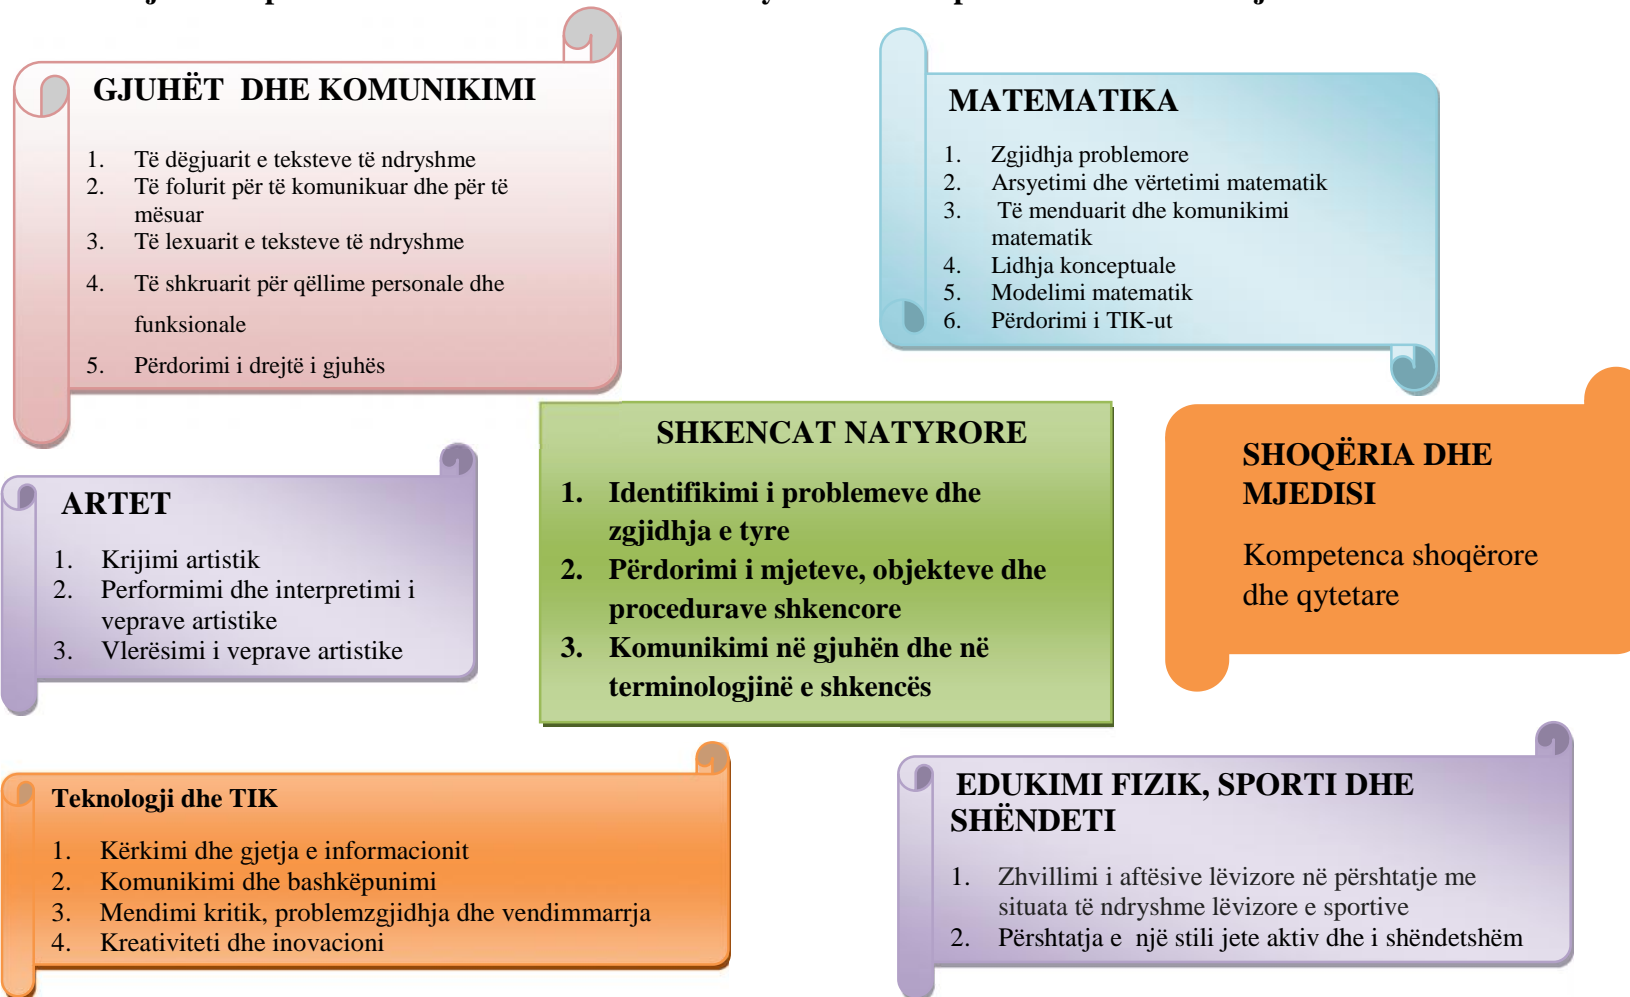 GJUHËT DHE KOMUNIKIMI
1. Të dëgjuarit e teksteve të ndryshme
2. Të folurit për të komunikuar dhe për të
mësuar
3. Të lexuarit e teksteve të ndryshme
4. Të shkruarit për qëllime personale dhe
funksionale
5. Përdorimi i drejtë i gjuhës
MATEMATIKA
1. Zgjidhja problemore
2. Arsyetimi dhe vërtetimi matematik
3. Të menduarit dhe komunikimi
matematik
4. Lidhja konceptuale
5. Modelimi matematik
6. Përdorimi i TIK-ut
ARTET
1. Krijimi artistik
2. Performimi dhe interpretimi i
veprave artistike
3. Vlerësimi i veprave artistike
SHKENCAT NATYRORE
1. Identifikimi i problemeve dhe
zgjidhja e tyre
2. Përdorimi i mjeteve, objekteve dhe
procedurave shkencore
3. Komunikimi në gjuhën dhe në
terminologjinë e shkencës
SHOQËRIA DHE
MJEDISI
Kompetenca shoqërore
dhe qytetare
Teknologji dhe TIK
1. Kërkimi dhe gjetja e informacionit
2. Komunikimi dhe bashkëpunimi
3. Mendimi kritik, problemzgjidhja dhe vendimmarrja
4. Kreativiteti dhe inovacioni
EDUKIMI FIZIK, SPORTI DHE
SHËNDETI
1. Zhvillimi i aftësive lëvizore në përshtatje me
situata të ndryshme lëvizore e sportive
2. Përshtatja e një stili jete aktiv dhe i shëndetshëm